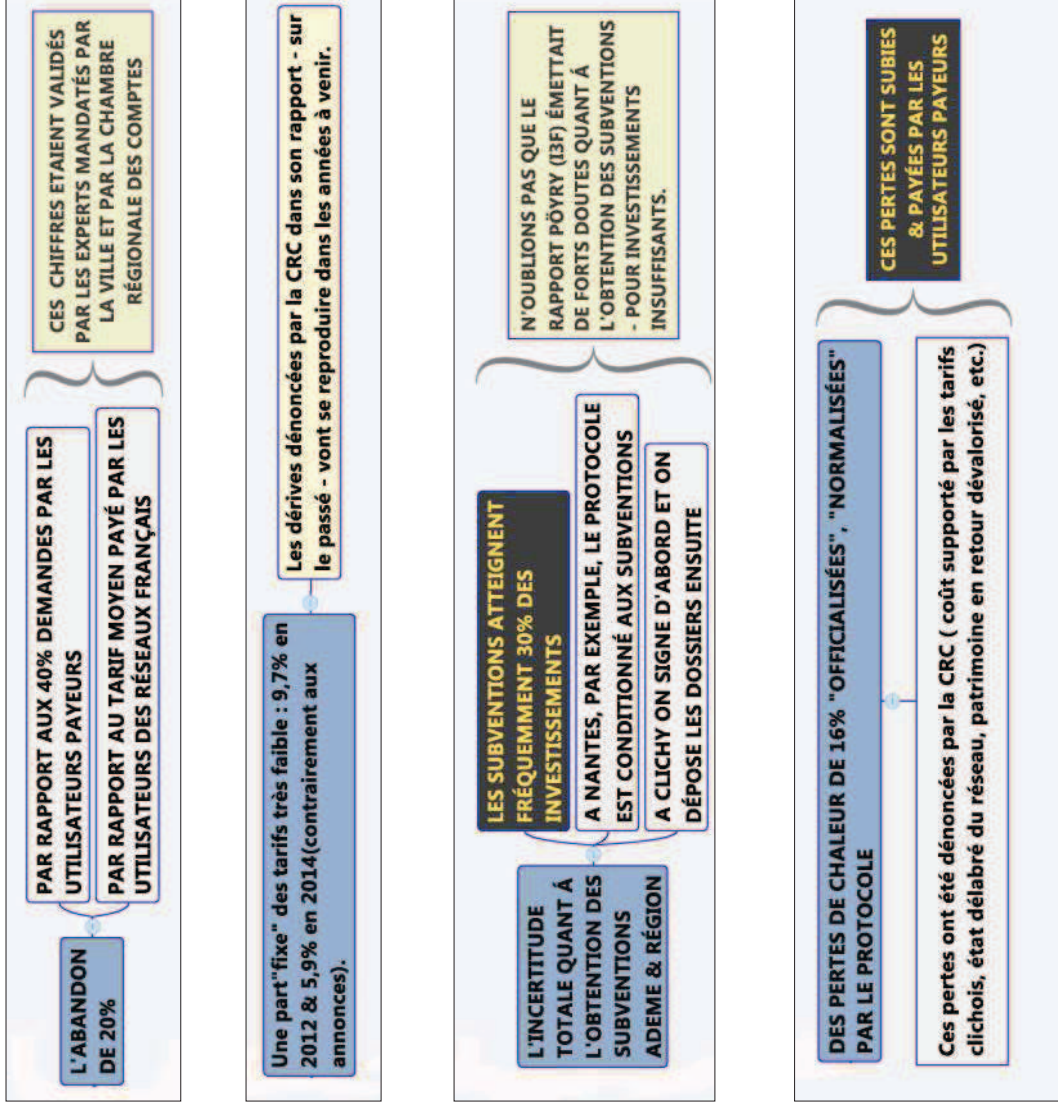 L'ABANDON
DE 20%
PAR RAPPORT AUX 40% DEMANDES PAR LES
UTILISATEURS PAYEURS
PAR RAPPORT AU TARIF MOYEN PAYÉ PAR LES
UTILISATEURS DES RÉSEAUX FRANÇAIS
CES CHIFFRES ETAIENT VALIDÉS
PAR LES EXPERTS MANDATÉS PAR
LA VILLE ET PAR LA CHAMBRE
RÉGIONALE DES COMPTES
Une part"fixe" des tarifs très faible : 9,7% en
2012 & 5,9% en 2014(contrairement aux
annonces).
Les dérives dénoncées par la CRC dans son rapport - sur
le passé - vont se reproduire dans les années à venir.
L'INCERTITUDE
TOTALE QUANT Á
L'OBTENTION DES
SUBVENTIONS
ADEME & RÉGION
LES SUBVENTIONS ATTEIGNENT
FRÉQUEMMENT 30% DES
INVESTISSEMENTS
A NANTES, PAR EXEMPLE, LE PROTOCOLE
EST CONDITIONNÉ AUX SUBVENTIONS
A CLICHY ON SIGNE D'ABORD ET ON
DÉPOSE LES DOSSIERS ENSUITE
N'OUBLIONS PAS QUE LE
RAPPORT PÖYRY (I3F) ÉMETTAIT
DE FORTS DOUTES QUANT Á
L'OBTENTION DES SUBVENTIONS
- POUR INVESTISSEMENTS
INSUFFISANTS.
DES PERTES DE CHALEUR DE 16% "OFFICIALISÉES", "NORMALISÉES"
PAR LE PROTOCOLE
Ces pertes ont été dénoncées par la CRC ( coût supporté par les tarifs
clichois, état délabré du réseau, patrimoine en retour dévalorisé, etc.)
CES PERTES SONT SUBIES
& PAYÉES PAR LES
UTILISATEURS PAYEURS